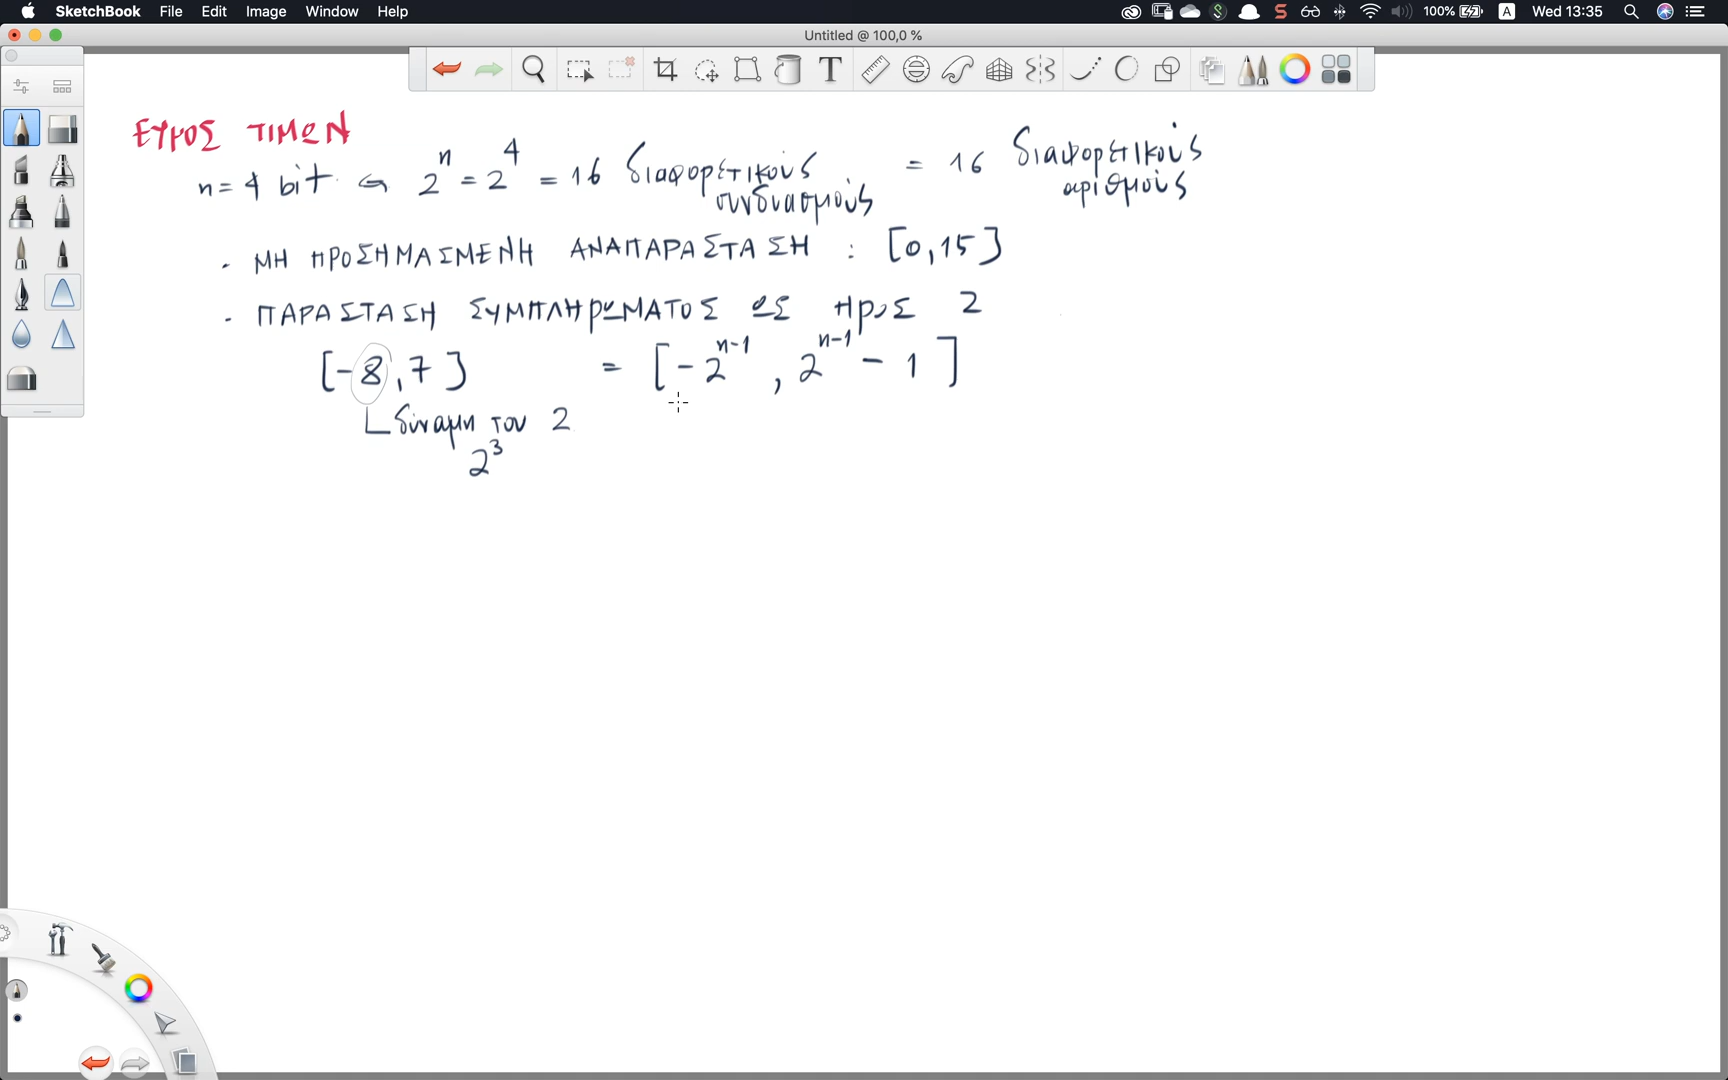 SketchBook File Edit Image Window Help 100% A Wed 13:35
Untitled @ 100,0 %
T
ΕΥΡΟΣ ΤΙΜΩΝ
n = 4 bit. 2^n = 2^4 = 16 διαφορετικούς συνδιασμούς = 16 διαφορετικούς αριθμούς
. ΜΗ ΠΡΟΣΗΜΑΣΜΕΝΗ ΑΝΑΠΑΡΑΣΤΑΣΗ : [0,15]
. ΠΑΡΑΣΤΑΣΗ ΣΥΜΠΛΗΡΩΜΑΤΟΣ ΩΣ ΠΡΟΣ 2
[-8,7] = [-2^n-1, 2^n-1 - 1]
δύναμη του 2
2^3